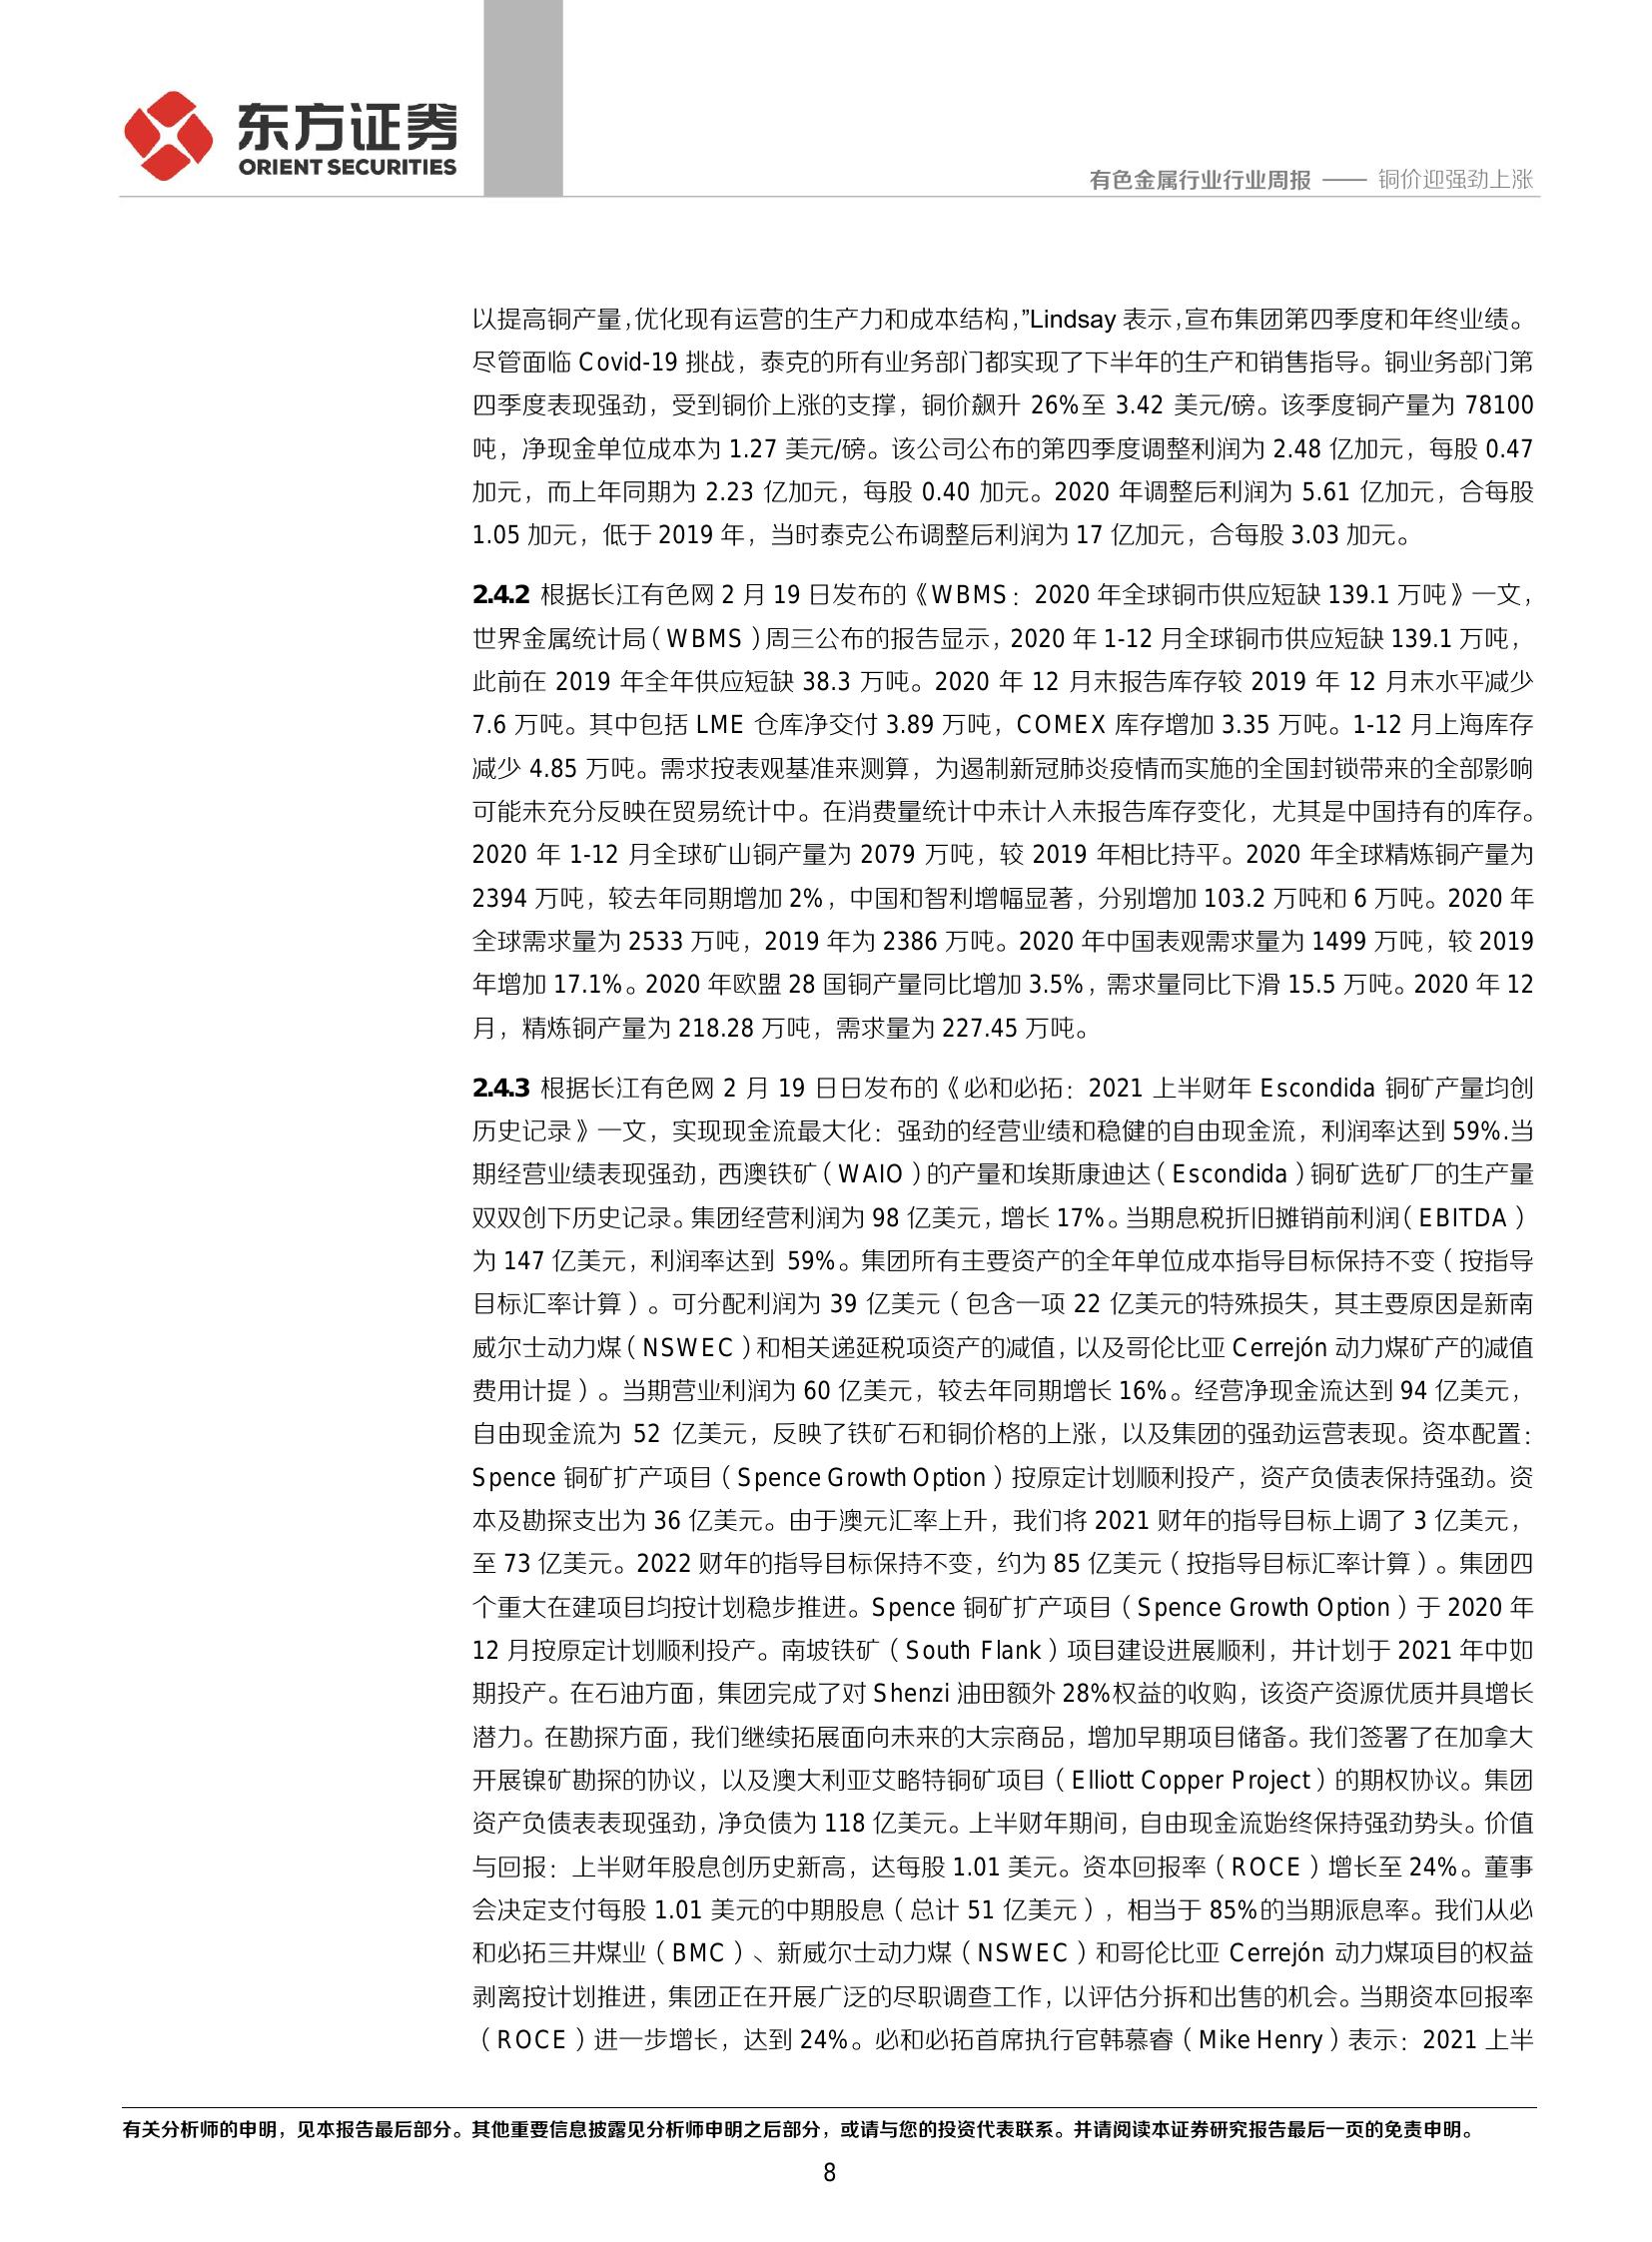 东方证券
ORIENT SECURITIES
有色金属行业行业周报 —— 铜价迎强劲上涨
以提高铜产量，优化现有运营的生产力和成本结构，”Lindsay 表示，宣布集团第四季度和年终业绩。
尽管面临 Covid-19 挑战，泰克的所有业务部门都实现了下半年的生产和销售指导。铜业务部门第
四季度表现强劲，受到铜价上涨的支撑，铜价飙升 26%至 3.42 美元/磅。该季度铜产量为 78100
吨，净现金单位成本为 1.27 美元/磅。该公司公布的第四季度调整利润为 2.48 亿加元，每股 0.47
加元，而上年同期为 2.23 亿加元，每股 0.40 加元。2020 年调整后利润为 5.61 亿加元，合每股
1.05 加元，低于 2019 年，当时泰克公布调整后利润为 17 亿加元，合每股 3.03 加元。
2.4.2 根据长江有色网 2 月 19 日发布的《WBMS：2020 年全球铜市供应短缺 139.1 万吨》一文，
世界金属统计局（WBMS）周三公布的报告显示，2020 年 1-12 月全球铜市供应短缺 139.1 万吨，
此前在 2019 年全年供应短缺 38.3 万吨。2020 年 12 月末报告库存较 2019 年 12 月末水平减少
7.6 万吨。其中包括 LME 仓库净交付 3.89 万吨，COMEX 库存增加 3.35 万吨。1-12 月上海库存
减少 4.85 万吨。需求按表观基准来测算，为遏制新冠肺炎疫情而实施的全国封锁带来的全部影响
可能未充分反映在贸易统计中。在消费量统计中未计入未报告库存变化，尤其是中国持有的库存。
2020 年 1-12 月全球矿山铜产量为 2079 万吨，较 2019 年相比持平。2020 年全球精炼铜产量为
2394 万吨，较去年同期增加 2%，中国和智利增幅显著，分别增加 103.2 万吨和 6 万吨。2020 年
全球需求量为 2533 万吨，2019 年为 2386 万吨。2020 年中国表观需求量为 1499 万吨，较 2019
年增加 17.1%。2020 年欧盟 28 国铜产量同比增加 3.5%，需求量同比下滑 15.5 万吨。2020 年 12
月，精炼铜产量为 218.28 万吨，需求量为 227.45 万吨。
2.4.3 根据长江有色网 2 月 19 日日发布的《必和必拓：2021 上半财年 Escondida 铜矿产量均创
历史记录》一文，实现现金流最大化：强劲的经营业绩和稳健的自由现金流，利润率达到 59%.当
期经营业绩表现强劲，西澳铁矿（WAIO）的产量和埃斯康迪达（Escondida）铜矿选矿厂的生产量
双双创下历史记录。集团经营利润为 98 亿美元，增长 17%。当期息税折旧摊销前利润（EBITDA）
为 147 亿美元，利润率达到 59%。集团所有主要资产的全年单位成本指导目标保持不变（按指导
目标汇率计算）。可分配利润为 39 亿美元（包含一项 22 亿美元的特殊损失，其主要原因是新南
威尔士动力煤（NSWEC）和相关递延税项资产的减值，以及哥伦比亚 Cerrejón 动力煤矿产的减值
费用计提）。当期营业利润为 60 亿美元，较去年同期增长 16%。经营净现金流达到 94 亿美元，
自由现金流为 52 亿美元，反映了铁矿石和铜价格的上涨，以及集团的强劲运营表现。资本配置：
Spence 铜矿扩产项目（Spence Growth Option）按原定计划顺利投产，资产负债表保持强劲。资
本及勘探支出为 36 亿美元。由于澳元汇率上升，我们将 2021 财年的指导目标上调了 3 亿美元，
至 73 亿美元。2022 财年的指导目标保持不变，约为 85 亿美元（按指导目标汇率计算）。集团四
个重大在建项目均按计划稳步推进。Spence 铜矿扩产项目（Spence Growth Option）于 2020 年
12 月按原定计划顺利投产。南坡铁矿（South Flank）项目建设进展顺利，并计划于 2021 年中如
期投产。在石油方面，集团完成了对 Shenzi 油田额外 28%权益的收购，该资产资源优质并具增长
潜力。在勘探方面，我们继续拓展面向未来的大宗商品，增加早期项目储备。我们签署了在加拿大
开展镍矿勘探的协议，以及澳大利亚艾略特铜矿项目（Elliott Copper Project）的期权协议。集团
资产负债表表现强劲，净负债为 118 亿美元。上半财年期间，自由现金流始终保持强劲势头。价值
与回报：上半财年股息创历史新高，达每股 1.01 美元。资本回报率（ROCE）增长至 24%。董事
会决定支付每股 1.01 美元的中期股息（总计 51 亿美元），相当于 85%的当期派息率。我们从必
和必拓三井煤业（BMC）、新威尔士动力煤（NSWEC）和哥伦比亚 Cerrejón 动力煤项目的权益
剥离按计划推进，集团正在开展广泛的尽职调查工作，以评估分拆和出售的机会。当期资本回报率
（ROCE）进一步增长，达到 24%。必和必拓首席执行官韩慕睿（Mike Henry）表示：2021 上半
有关分析师的申明，见本报告最后部分。其他重要信息披露见分析师申明之后部分，或请与您的投资代表联系。并请阅读本证券研究报告最后一页的免责申明。
8